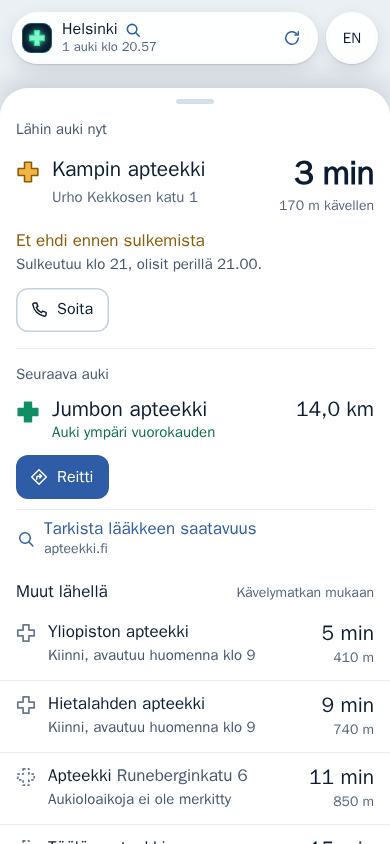 Helsinki
1 auki klo 20.57
EN
Lähin auki nyt
Kampin apteekki
3 min
Urho Kekkosen katu 1
170 m kävellen
Et ehdi ennen sulkemista
Sulkeutuu klo 21, olisit perillä 21.00.
Soita
Seuraava auki
Jumbon apteekki
14,0 km
Auki ympäri vuorokauden
Reitti
Tarkista lääkkeen saatavuus
apteekki.fi
Muut lähellä
Kävelymatkan mukaan
Yliopiston apteekki
5 min
Kiinni, avautuu huomenna klo 9
410 m
Hietalahden apteekki
9 min
Kiinni, avautuu huomenna klo 9
740 m
Apteekki Runeberginkatu 6
11 min
Aukioloaikoja ei ole merkitty
850 m